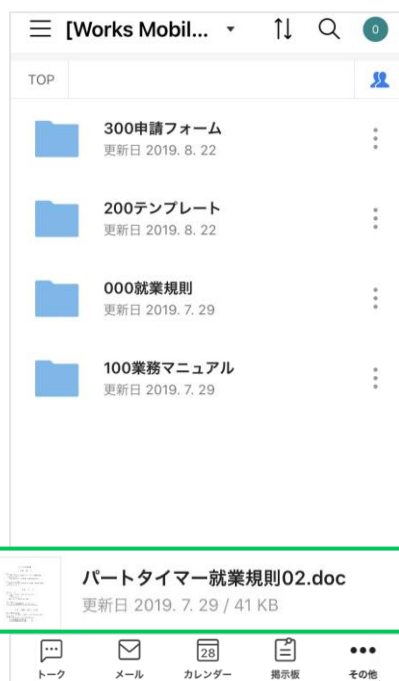 [Works Mobil...
0
TOP
300申請フォーム
更新日 2019. 8. 22
200テンプレート
更新日 2019. 8. 22
000就業規則
更新日 2019. 7. 29
100業務マニュアル
更新日 2019. 7. 29
パートタイマー就業規則02.doc
更新日 2019. 7. 29 / 41 KB
28
トーク メール カレンダー 掲示板 その他